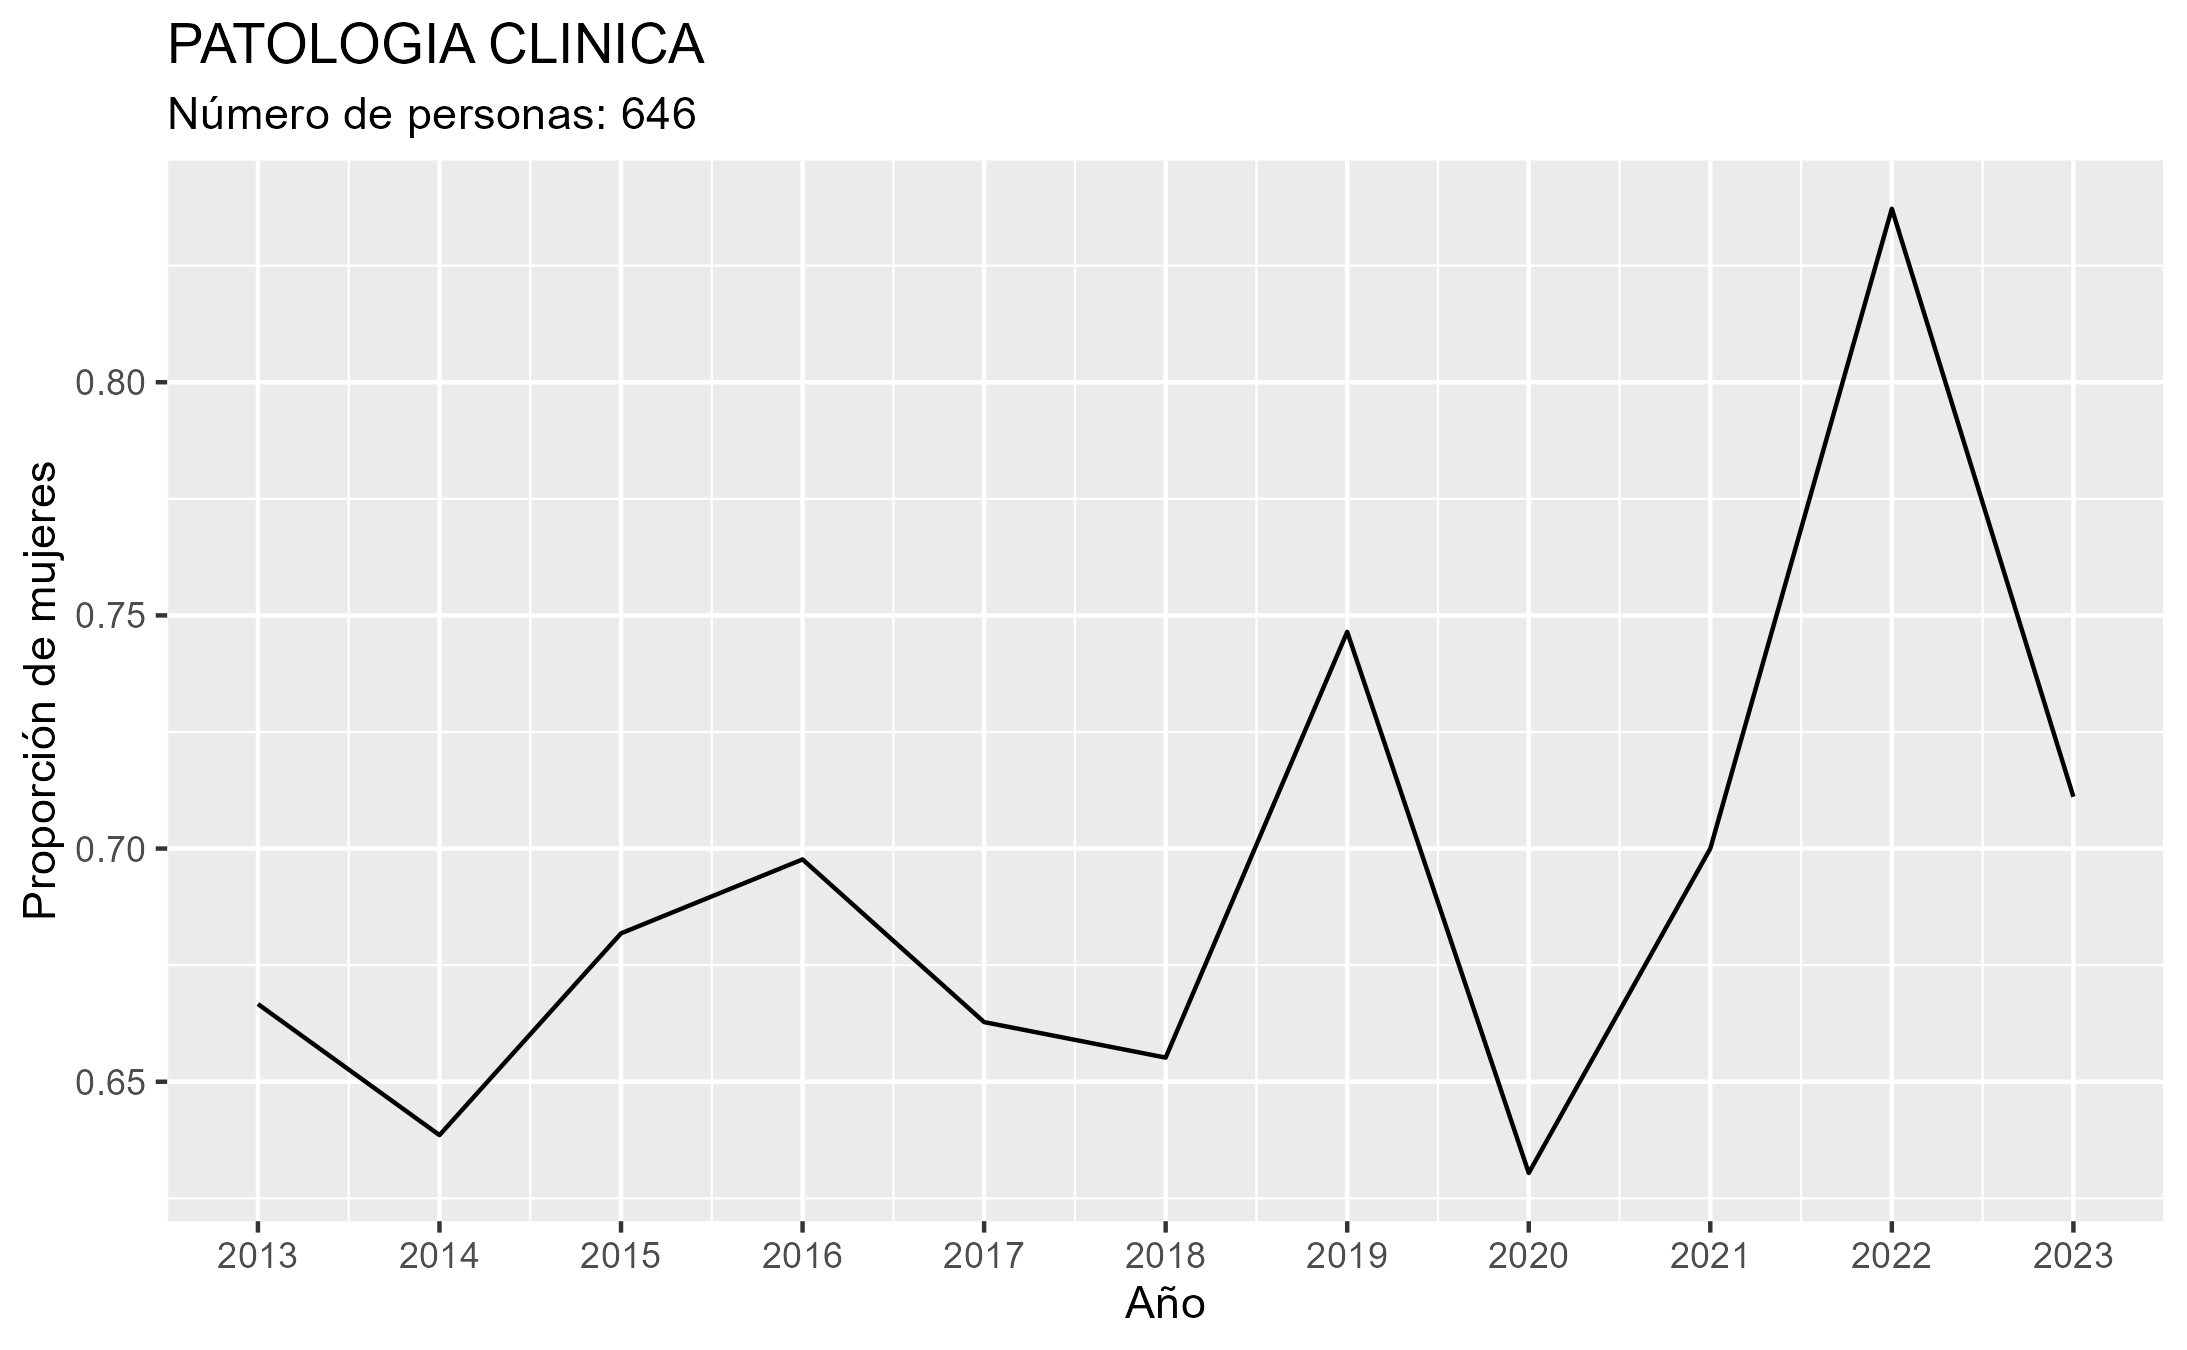 PATOLOGIA CLINICA
Número de personas: 646
Proporción de mujeres
0.80
0.75
0.70
0.65
2013 2014 2015 2016 2017 2018 2019 2020 2021 2022 2023
Año